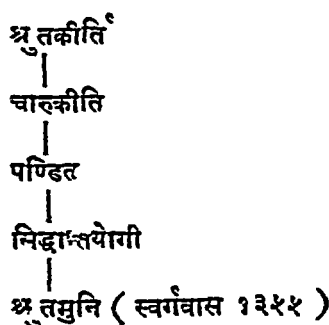 श्रुतकीर्ति
चारुकीति
पण्डित
सिद्धान्तयोगी
श्रुतमुनि ( स्वर्गवास १३५५ )